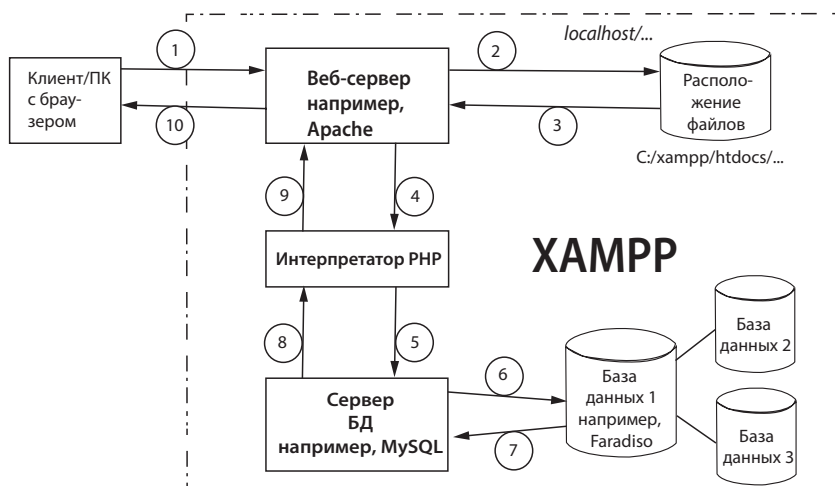 localhost/...
1
2
Клиент/ПК
с брау-
зером
Веб-сервер
например,
Apache
Располо-
жение
файлов
10
3
C:/xampp/htdocs/...
9
4
XAMPP
Интерпретатор PHP
База
данных 2
8
5
6
База
данных 1
например,
Faradiso
Сервер
БД
например, MySQL
7
База
данных 3